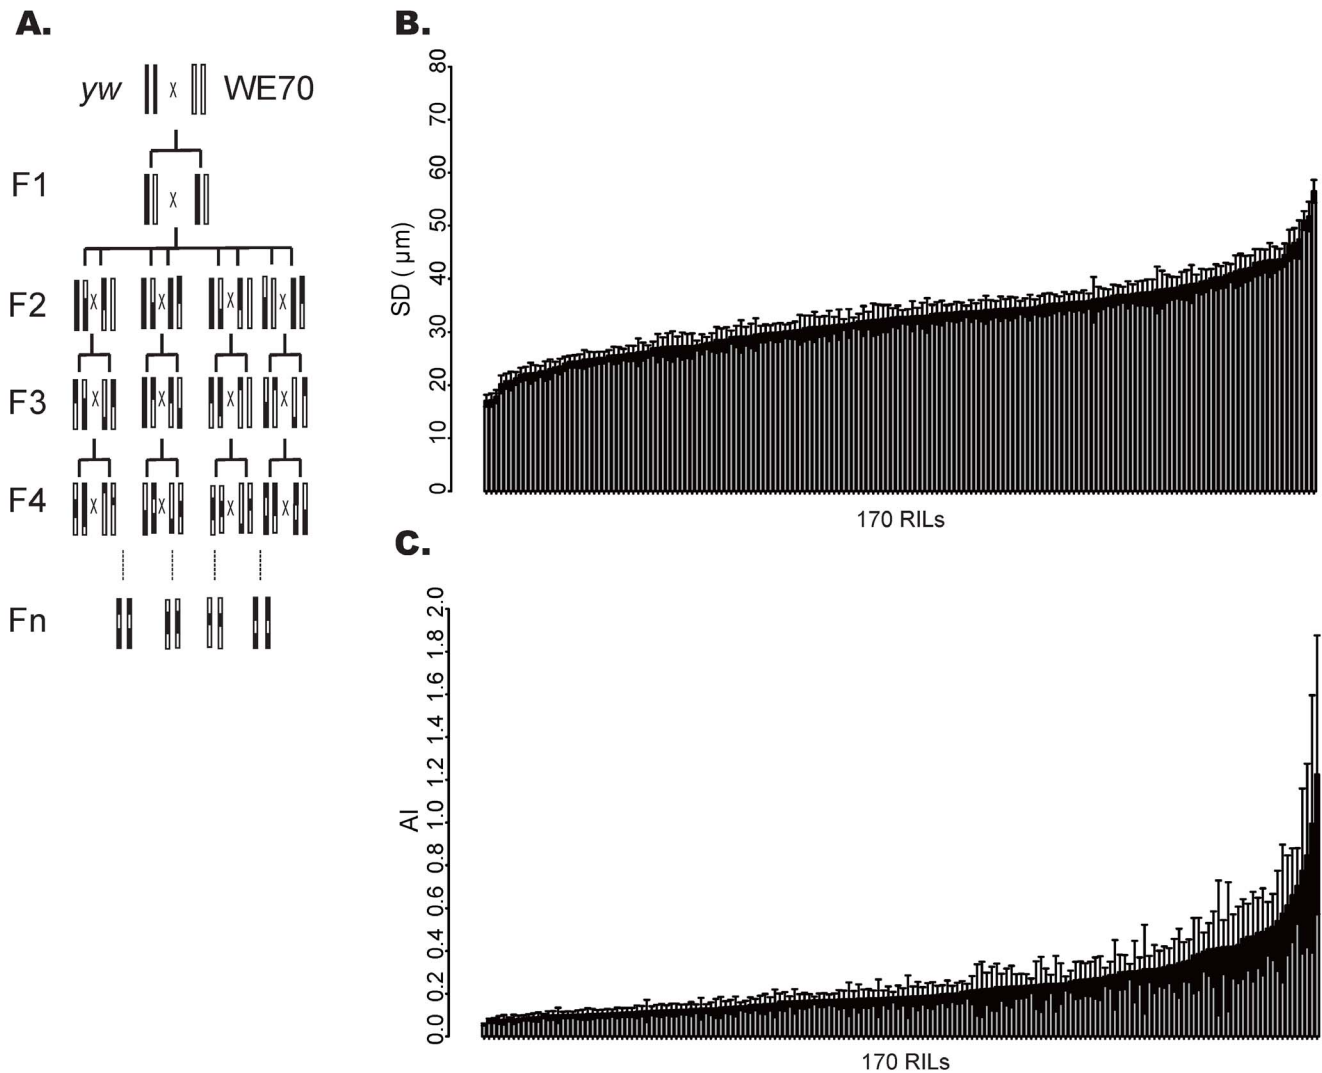 A.
yw x WE70
F1
x
F2
x x x x
F3
x x x x
F4
x x x x
Fn
B.
SD ( µm)
80
70
60
50
40
30
20
10
0
170 RILs
C.
AI
2.0
1.8
1.6
1.4
1.2
1.0
0.8
0.6
0.4
0.2
0.0
170 RILs